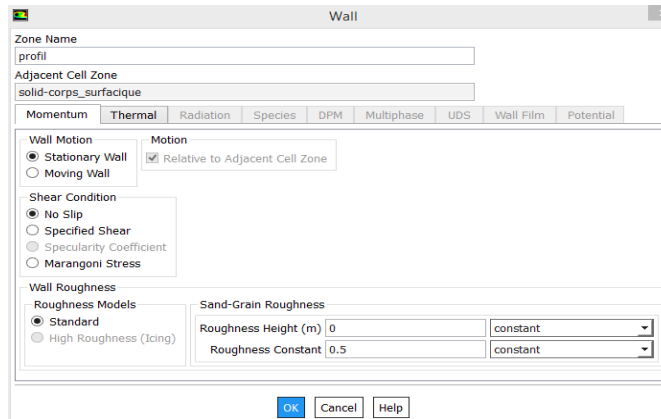 Wall
Zone Name
profil
Adjacent Cell Zone
solid-corps_surfacique
Momentum Thermal Radiation Species DPM Multiphase UDS Wall Film Potential
Wall Motion Motion
Stationary Wall Relative to Adjacent Cell Zone
Moving Wall
Shear Condition
No Slip
Specified Shear
Specularity Coefficient
Marangoni Stress
Wall Roughness
Roughness Models Sand-Grain Roughness
Standard
High Roughness (Icing)
Roughness Height (m) 0 constant
Roughness Constant 0.5 constant
OK Cancel Help